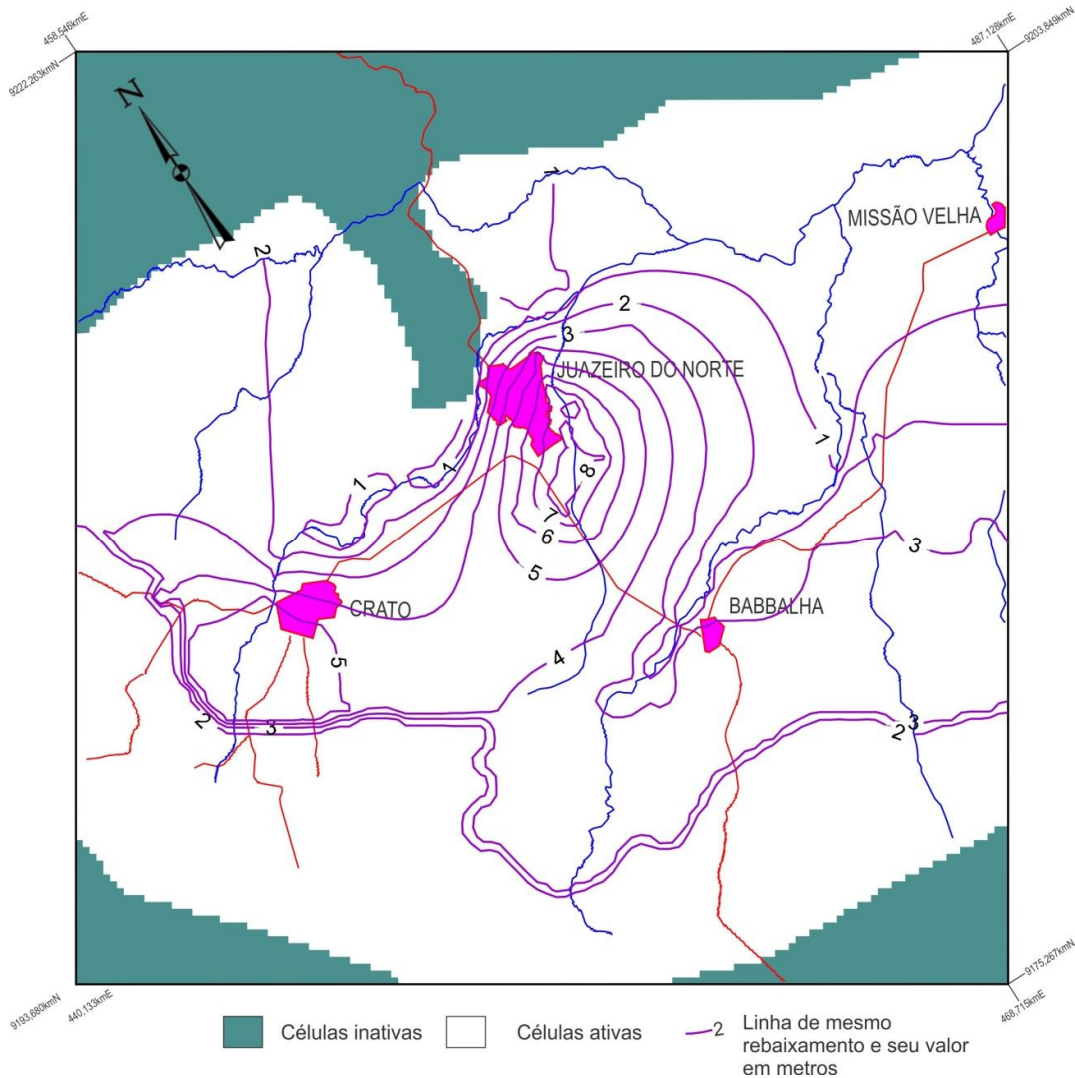 458,546kmE
9222,263kmN
487,128kmE
9203,849kmN
N
1
MISSÃO VELHA
2
2
3
JUAZEIRO DO NORTE
1
1
1
8
7
6
3
5
BABBALHA
CRATO
4
5
2
3
3
2
9193,680kmN
440,133kmE
9175,267kmN
468,715kmE
Células inativas
Células ativas
2
Linha de mesmo
rebaixamento e seu valor
em metros